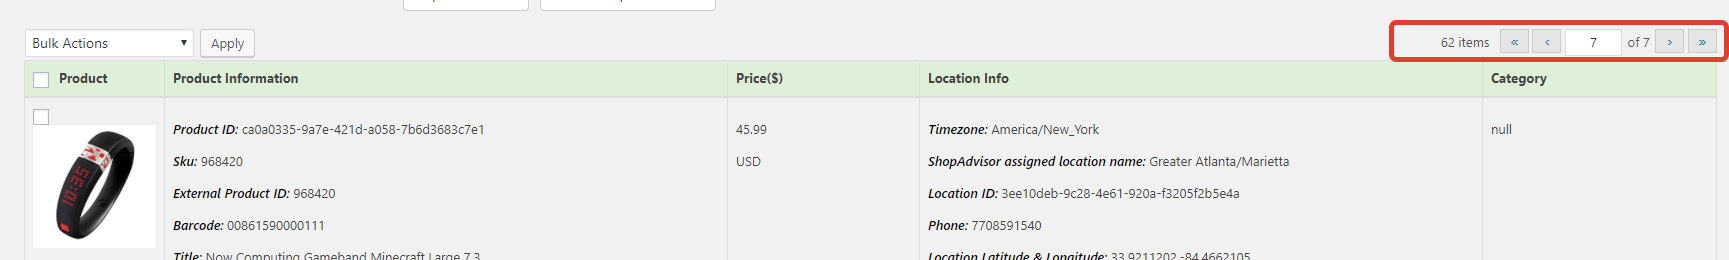 Bulk Actions ▼ Apply
62 items « ‹ 7 of 7 › »
Product Product Information Price($) Location Info Category
Product ID: ca0a0335-9a7e-421d-a058-7b6d3683c7e1 45.99 Timezone: America/New_York null
Sku: 968420 USD ShopAdvisor assigned location name: Greater Atlanta/Marietta
External Product ID: 968420 Location ID: 3ee10deb-9c28-4e61-920a-f3205f2b5e4a
Barcode: 00861590000111 Phone: 7708591540
Title: Now Computing Gameband Minecraft Large 7.3 Location Latitude & Longitude: 33.9211202,-84.4662105
10:35